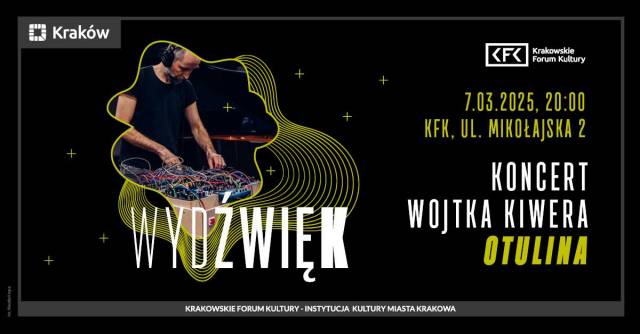 Kraków
KFK
Krakowskie
Forum Kultury
7.03.2025, 20:00
KFK, UL. MIKOŁAJSKA 2
KONCERT
WOJTKA KIWERA
OTULINA
WYDŹWIĘK
KRAKOWSKIE FORUM KULTURY - INSTYTUCJA KULTURY MIASTA KRAKOWA